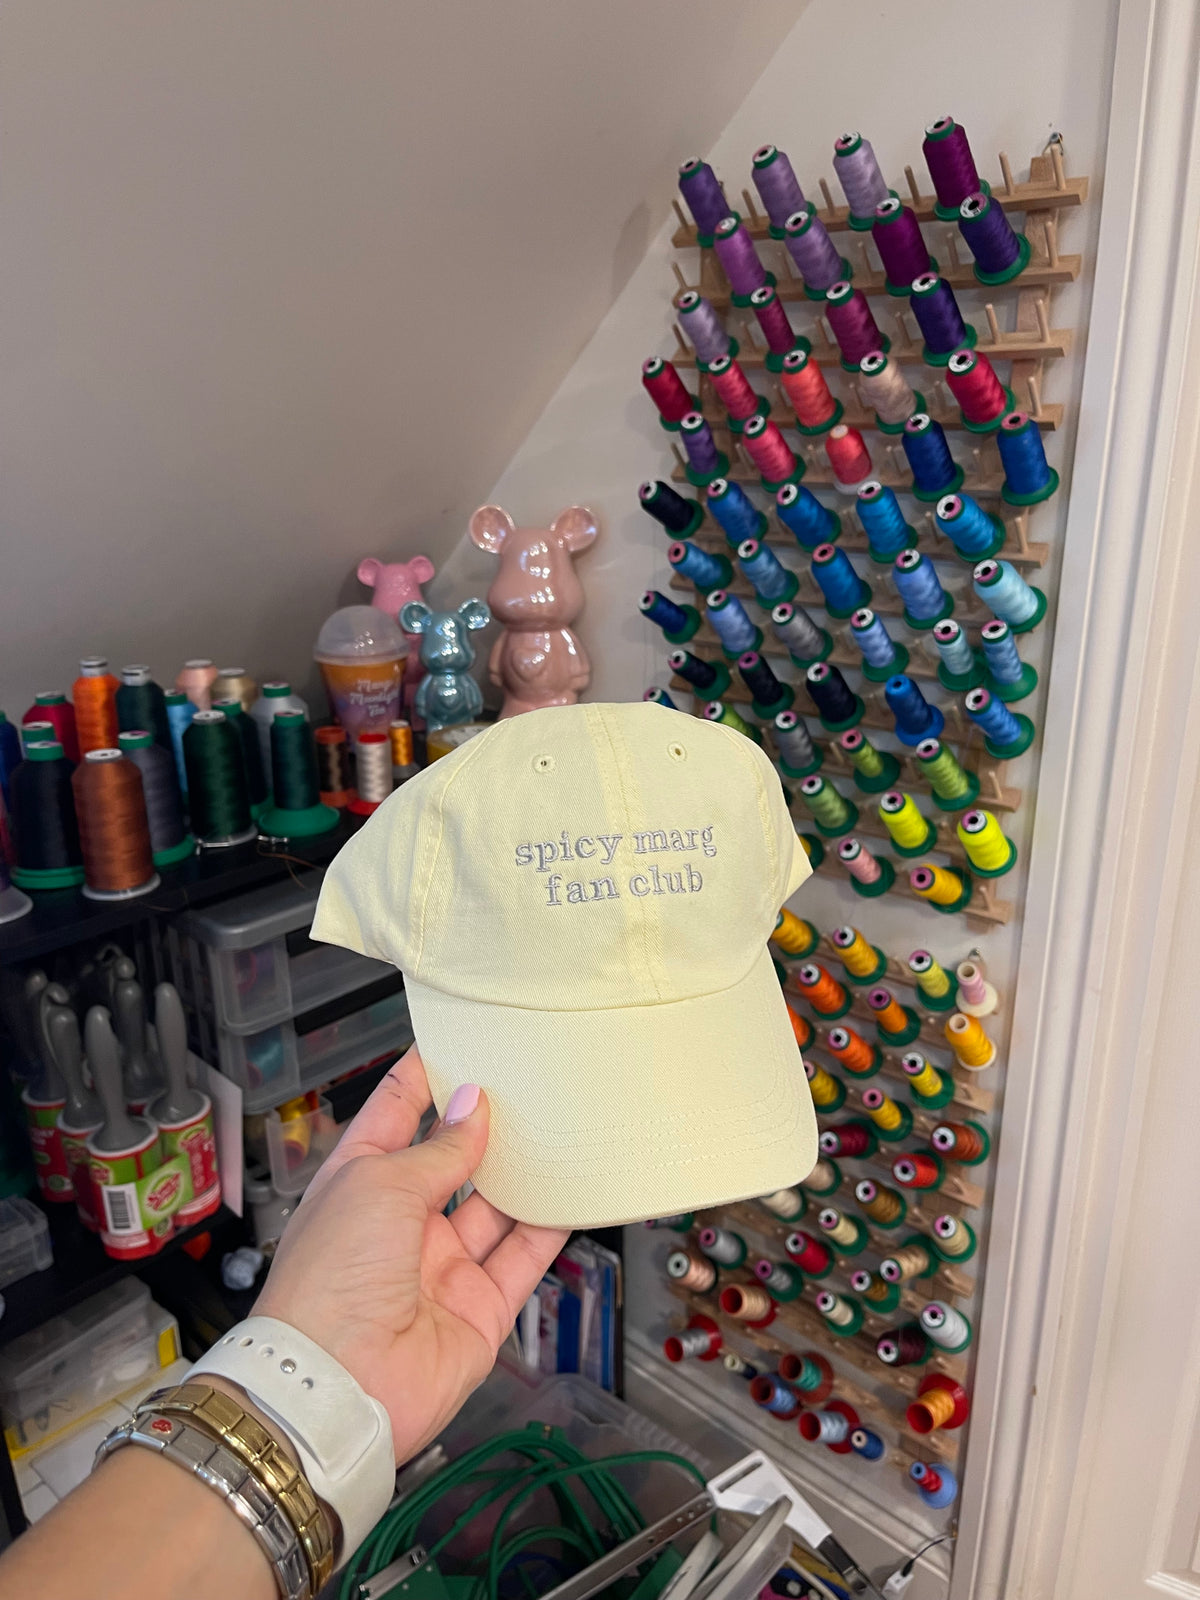 spicy marg
fan club